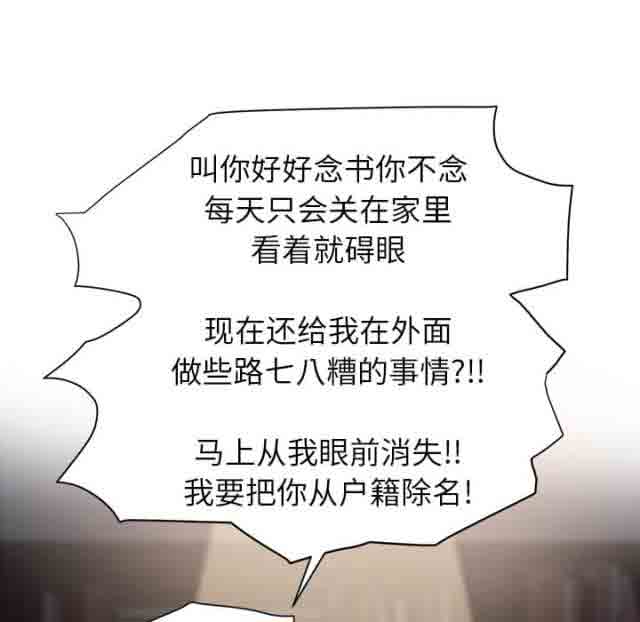 叫你好好念书你不念
每天只会关在家里
看着就碍眼
现在还给我在外面
做些路七八糟的事情?!!
马上从我眼前消失!!
我要把你从户籍除名!